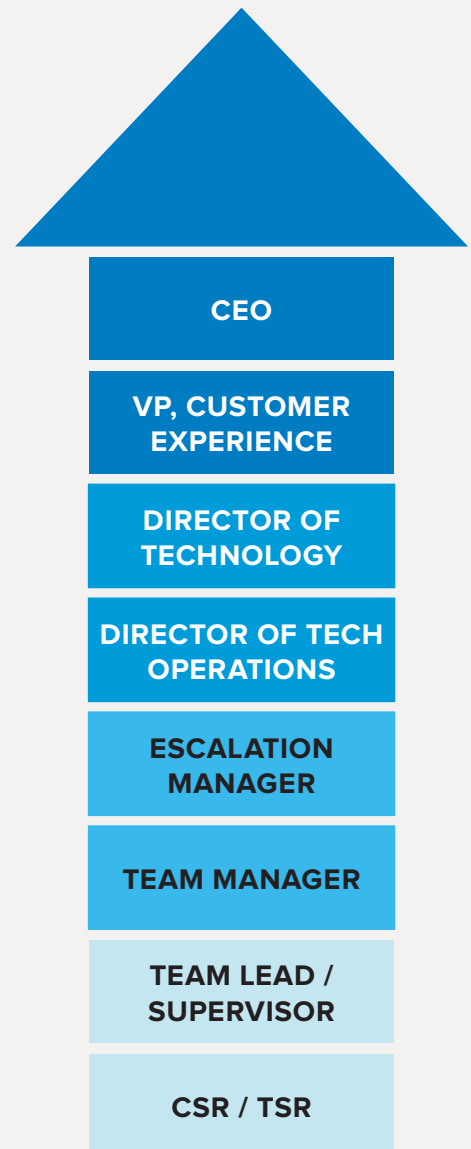 CEO
VP, CUSTOMER
EXPERIENCE
DIRECTOR OF
TECHNOLOGY
DIRECTOR OF TECH
OPERATIONS
ESCALATION
MANAGER
TEAM MANAGER
TEAM LEAD /
SUPERVISOR
CSR / TSR